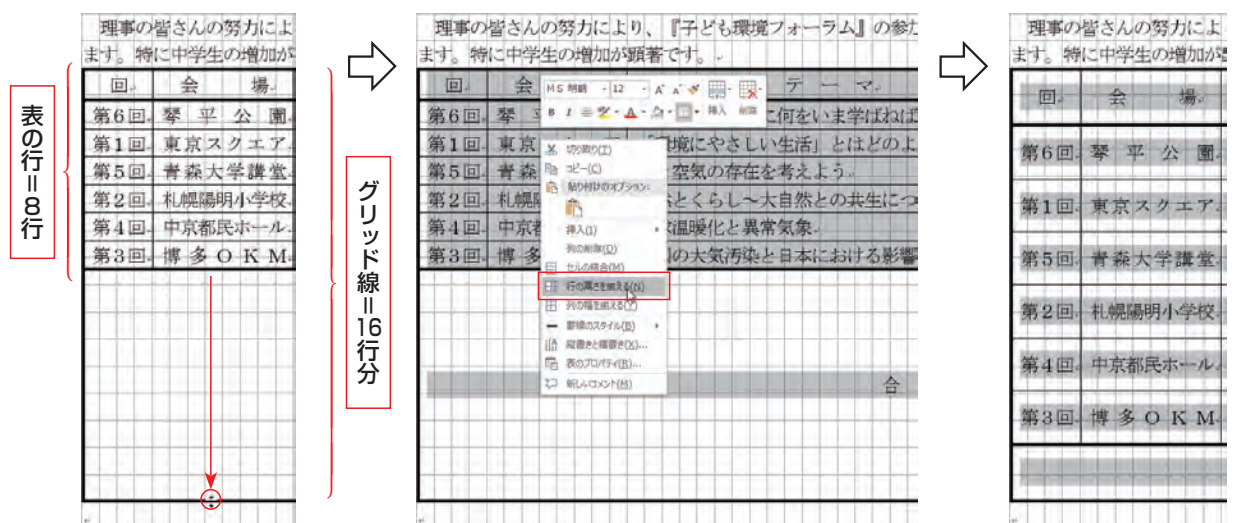 表の行＝8行
理事の皆さんの努力によ
ます。特に中学生の増加が
回. 会 場.
第6回. 琴 平 公 園.
第1回. 東京スクエア.
第5回. 青森大学講堂.
第2回. 札幌陽明小学校.
第4回. 中京都民ホール.
第3回. 博多ＯＫＭ.
グリッド線＝16行分
理事の皆さんの努力により、『子ども環境フォーラム』の参加
ます。特に中学生の増加が顕著です。
回. 会 テ ー マ.
第6回. 琴 に何をいま学ばねば
第1回. 東京 境にやさしい生活」とはどのよ
第5回. 青森 空気の存在を考えよう.
第2回. 札幌 とくらし～大自然との共生につ
第4回. 中京都 温暖化と異常気象.
第3回. 博 多 の大気汚染と日本における影響
合
MS 明朝 12 A A
B I 挿入 削除
切り取り(T)
コピー(C)
貼り付けのオプション:
挿入(I)
列の削除(D)
セルの結合(M)
行の高さを揃える(N)
列の幅を揃える(Y)
罫線のスタイル(B)
縦書きと横書き(X)...
表のプロパティ(R)...
新しいコメント(M)
理事の皆さんの努力によ
ます。特に中学生の増加が
回. 会 場.
第6回. 琴 平 公 園.
第1回. 東京スクエア.
第5回. 青森大学講堂.
第2回. 札幌陽明小学校.
第4回. 中京都民ホール.
第3回. 博多ＯＫＭ.